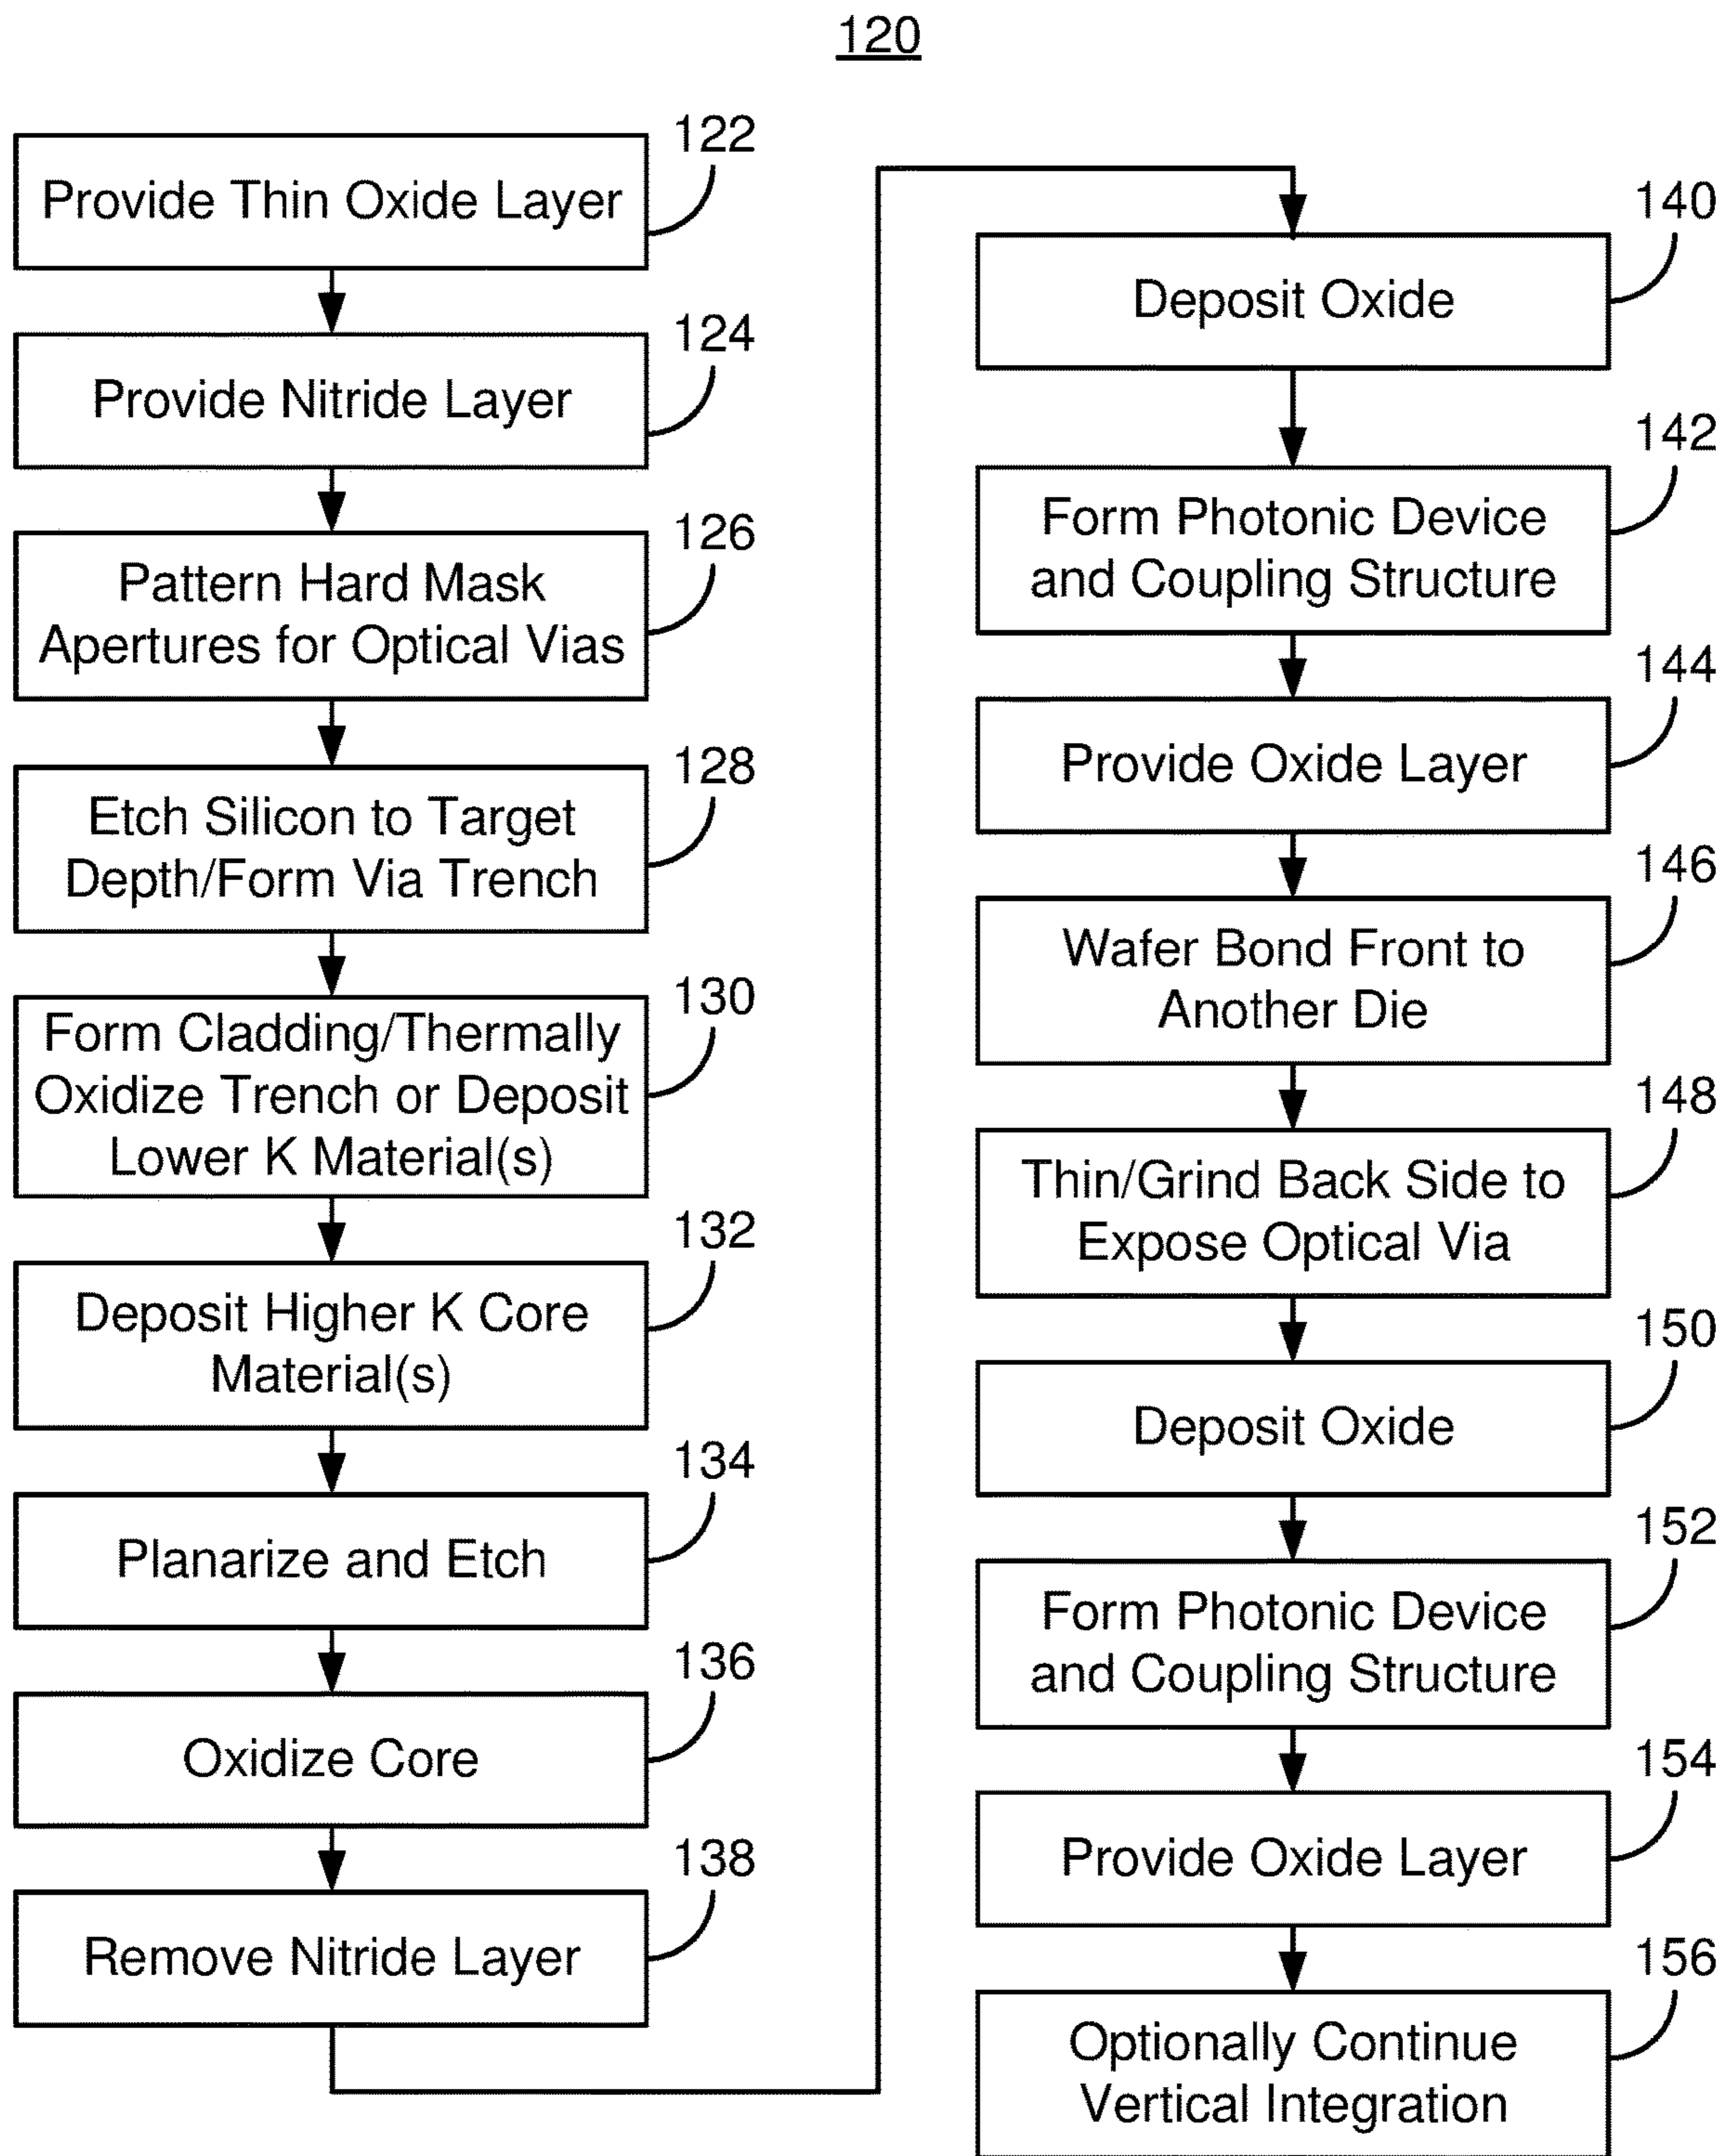 120
122
Provide Thin Oxide Layer
124
Provide Nitride Layer
126
Pattern Hard Mask
Apertures for Optical Vias
128
Etch Silicon to Target
Depth/Form Via Trench
130
Form Cladding/Thermally
Oxidize Trench or Deposit
Lower K Material(s)
132
Deposit Higher K Core
Material(s)
134
Planarize and Etch
136
Oxidize Core
138
Remove Nitride Layer
140
Deposit Oxide
142
Form Photonic Device
and Coupling Structure
144
Provide Oxide Layer
146
Wafer Bond Front to
Another Die
148
Thin/Grind Back Side to
Expose Optical Via
150
Deposit Oxide
152
Form Photonic Device
and Coupling Structure
154
Provide Oxide Layer
156
Optionally Continue
Vertical Integration